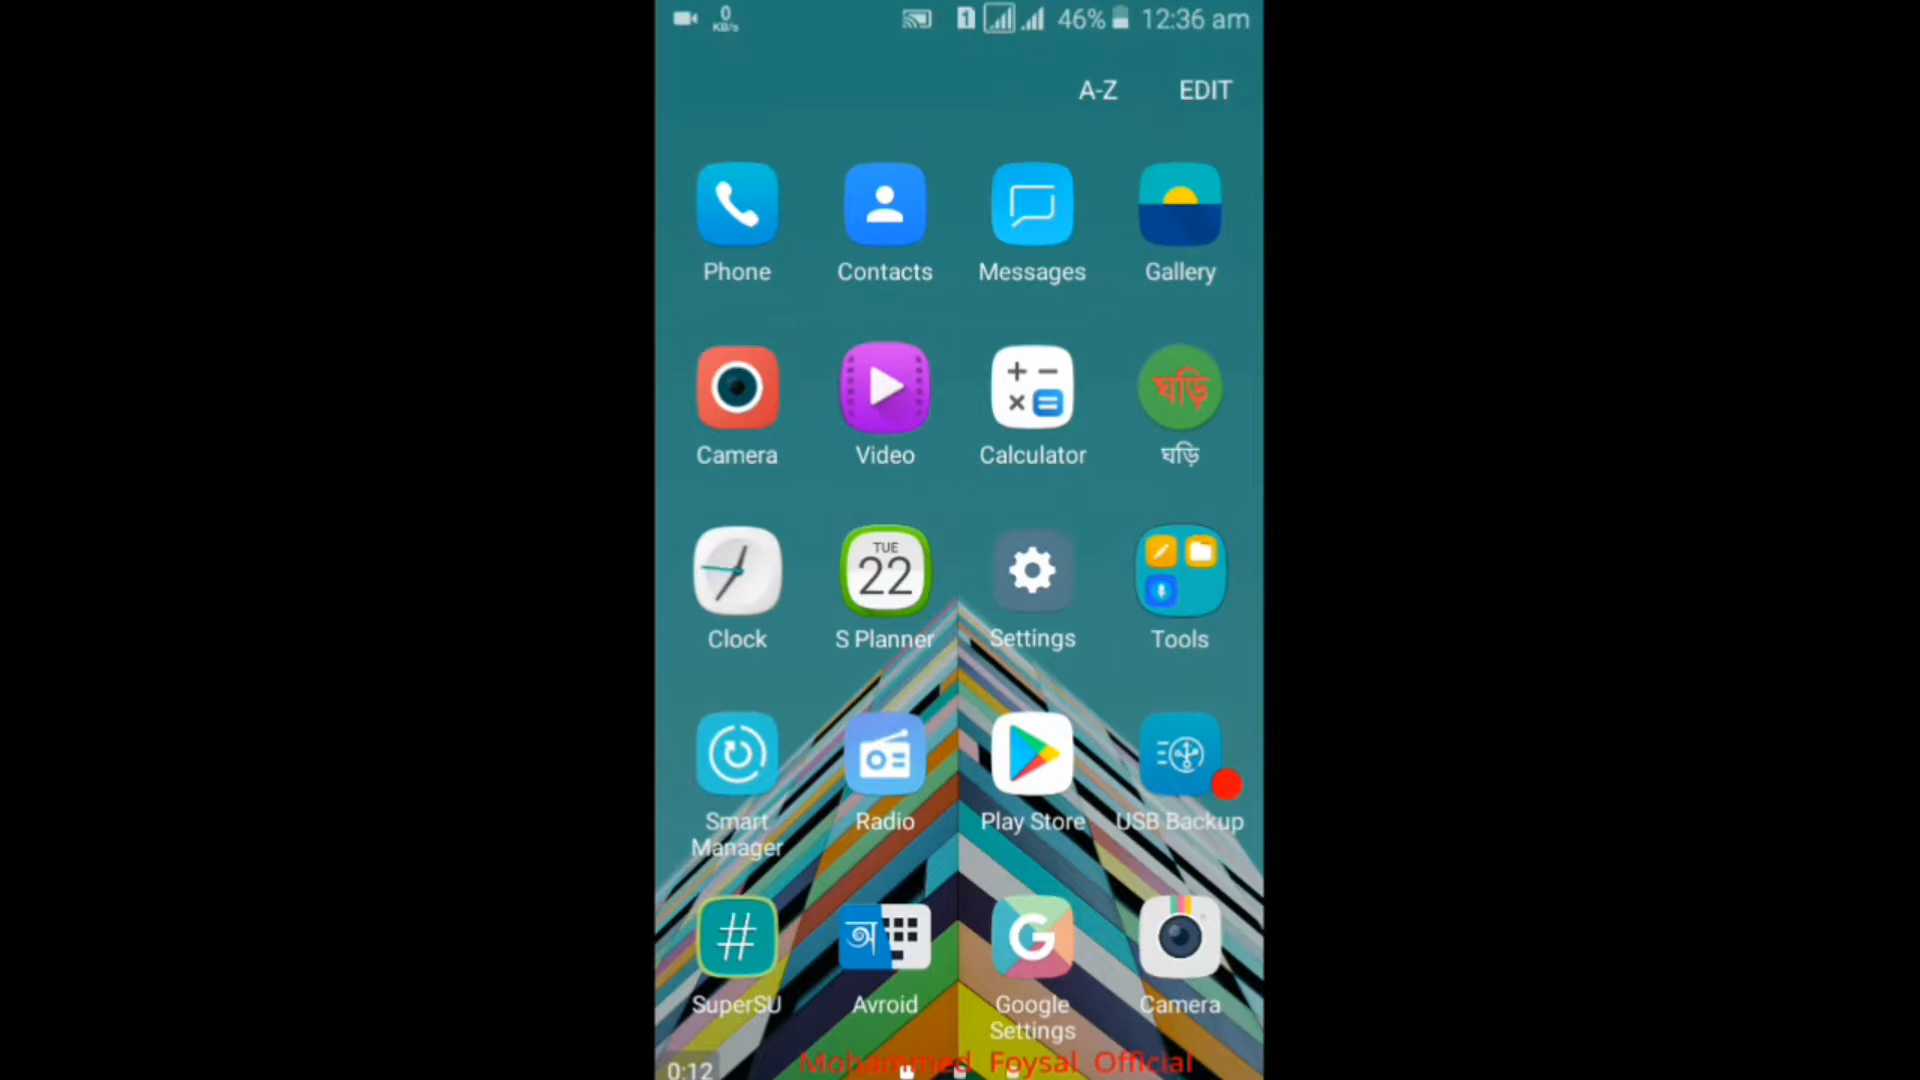 0
KB/s
1
46%
12:36 am
A-Z
EDIT
Phone
Contacts
Messages
Gallery
ঘড়ি
Camera
Video
Calculator
ঘড়ি
TUE
22
Clock
S Planner
Settings
Tools
Smart
Manager
Radio
Play Store
USB Backup
#
অ
G
SuperSU
Avroid
Google
Settings
Camera
Mohammed Foysal Official
0:12